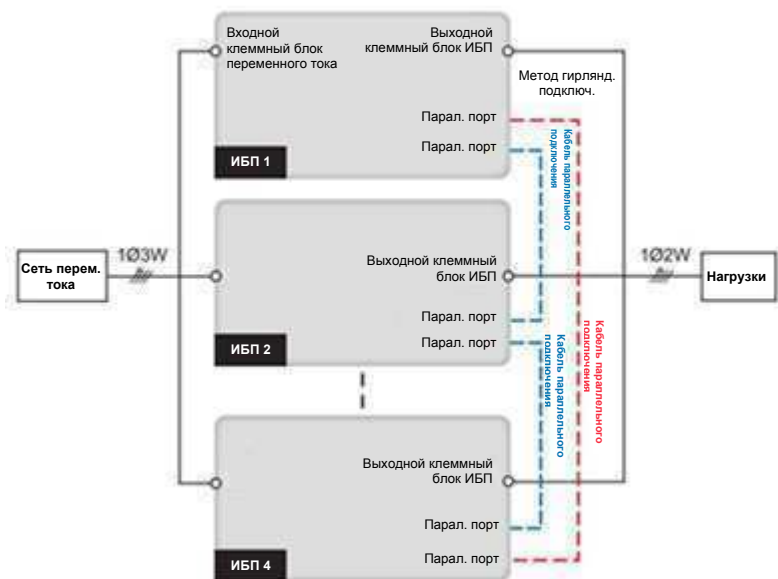 Входной
клеммный блок
переменного тока
Выходной
клеммный блок ИБП
Метод гирлянд.
подключ.
Парал. порт
Парал. порт
ИБП 1
Кабель параллельного
подключения
1Ø3W
Сеть перем.
тока
Выходной клеммный
блок ИБП
1Ø2W
Нагрузки
Парал. порт
Парал. порт
ИБП 2
Кабель параллельного
подключения
Кабель параллельного
подключения
Выходной клеммный
блок ИБП
Парал. порт
Парал. порт
ИБП 4